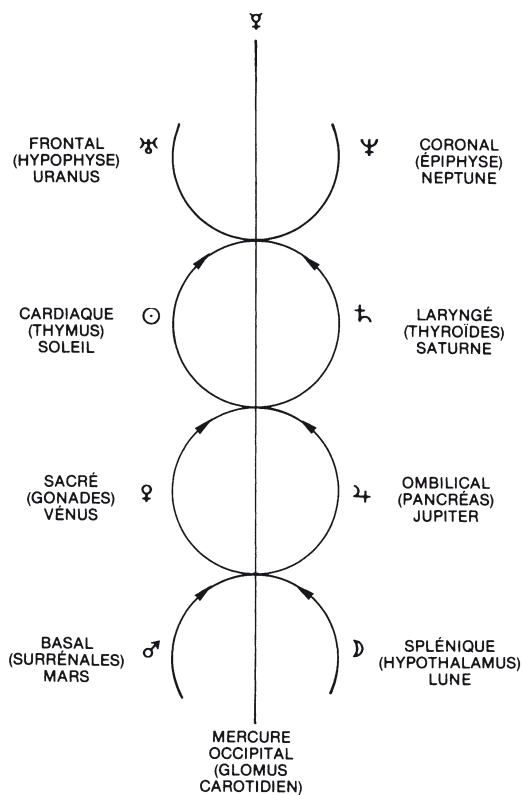 ☿
FRONTAL
(HYPOPHYSE)
URANUS
♅
♆
CORONAL
(ÉPIPHYSE)
NEPTUNE
CARDIAQUE
(THYMUS)
SOLEIL
☉
♄
LARYNGÉ
(THYROÏDES)
SATURNE
SACRÉ
(GONADES)
VÉNUS
♀
♃
OMBILICAL
(PANCRÉAS)
JUPITER
BASAL
(SURRÉNALES)
MARS
♂
☽
SPLÉNIQUE
(HYPOTHALAMUS)
LUNE
MERCURE
OCCIPITAL
(GLOMUS
CAROTIDIEN)